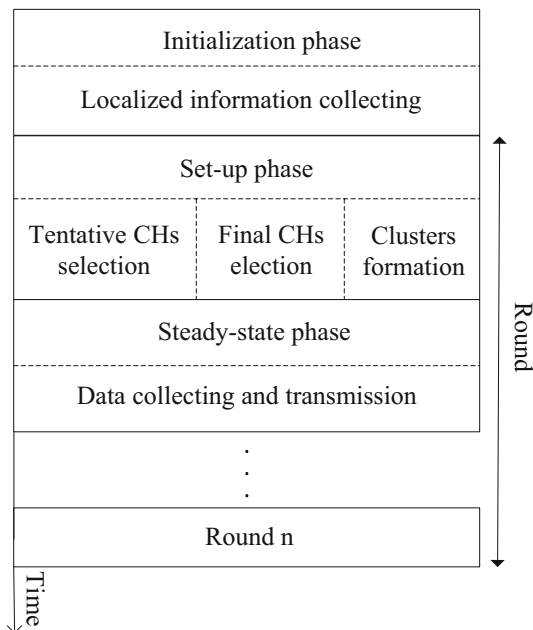 Initialization phase
Localized information collecting
Set-up phase
Tentative CHs
selection
Final CHs
election
Clusters
formation
Steady-state phase
Data collecting and transmission
Round n
Round
Time